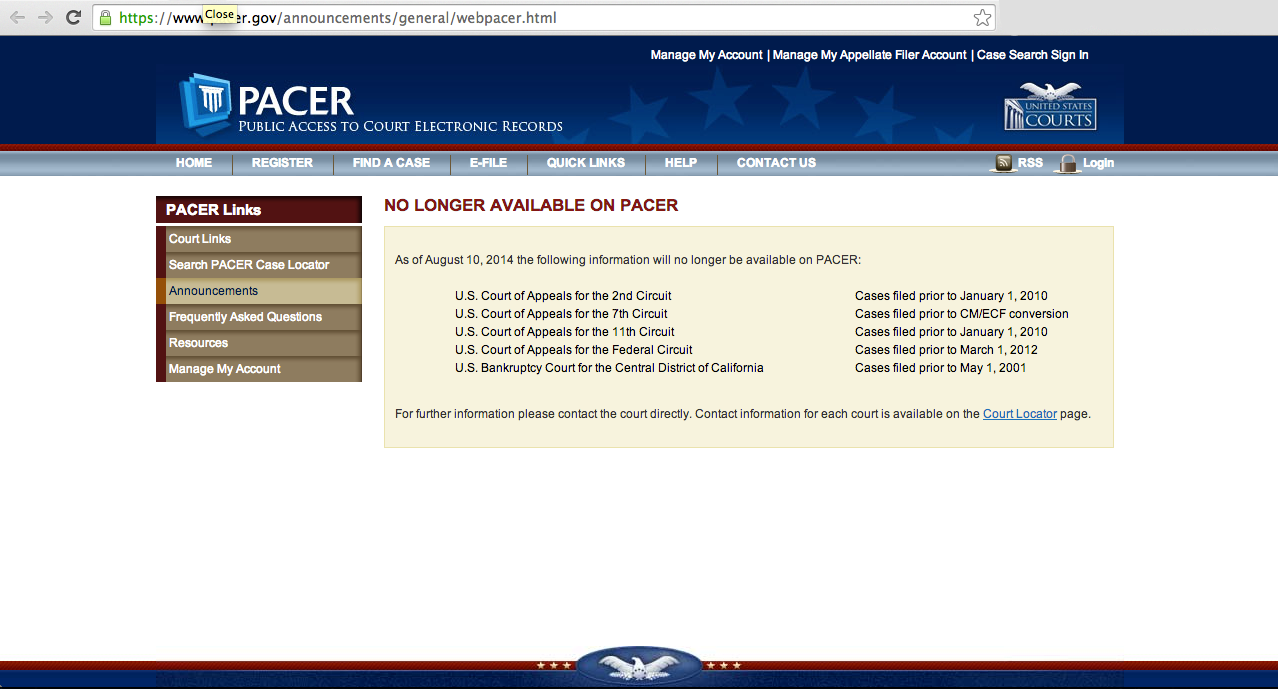 Close
https://www.pacer.gov/announcements/general/webpacer.html
Manage My Account | Manage My Appellate Filer Account | Case Search Sign In
PACER
PUBLIC ACCESS TO COURT ELECTRONIC RECORDS
UNITED STATES
COURTS
HOME REGISTER FIND A CASE E-FILE QUICK LINKS HELP CONTACT US RSS Login
PACER Links
Court Links
Search PACER Case Locator
Announcements
Frequently Asked Questions
Resources
Manage My Account
NO LONGER AVAILABLE ON PACER
As of August 10, 2014 the following information will no longer be available on PACER:
U.S. Court of Appeals for the 2nd Circuit Cases filed prior to January 1, 2010
U.S. Court of Appeals for the 7th Circuit Cases filed prior to CM/ECF conversion
U.S. Court of Appeals for the 11th Circuit Cases filed prior to January 1, 2010
U.S. Court of Appeals for the Federal Circuit Cases filed prior to March 1, 2012
U.S. Bankruptcy Court for the Central District of California Cases filed prior to May 1, 2001
For further information please contact the court directly. Contact information for each court is available on the Court Locator page.